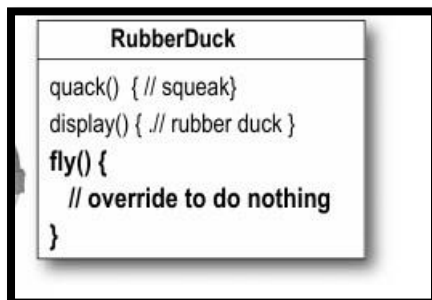 RubberDuck
quack() { // squeak}
display() { .// rubber duck }
fly() {
// override to do nothing
}